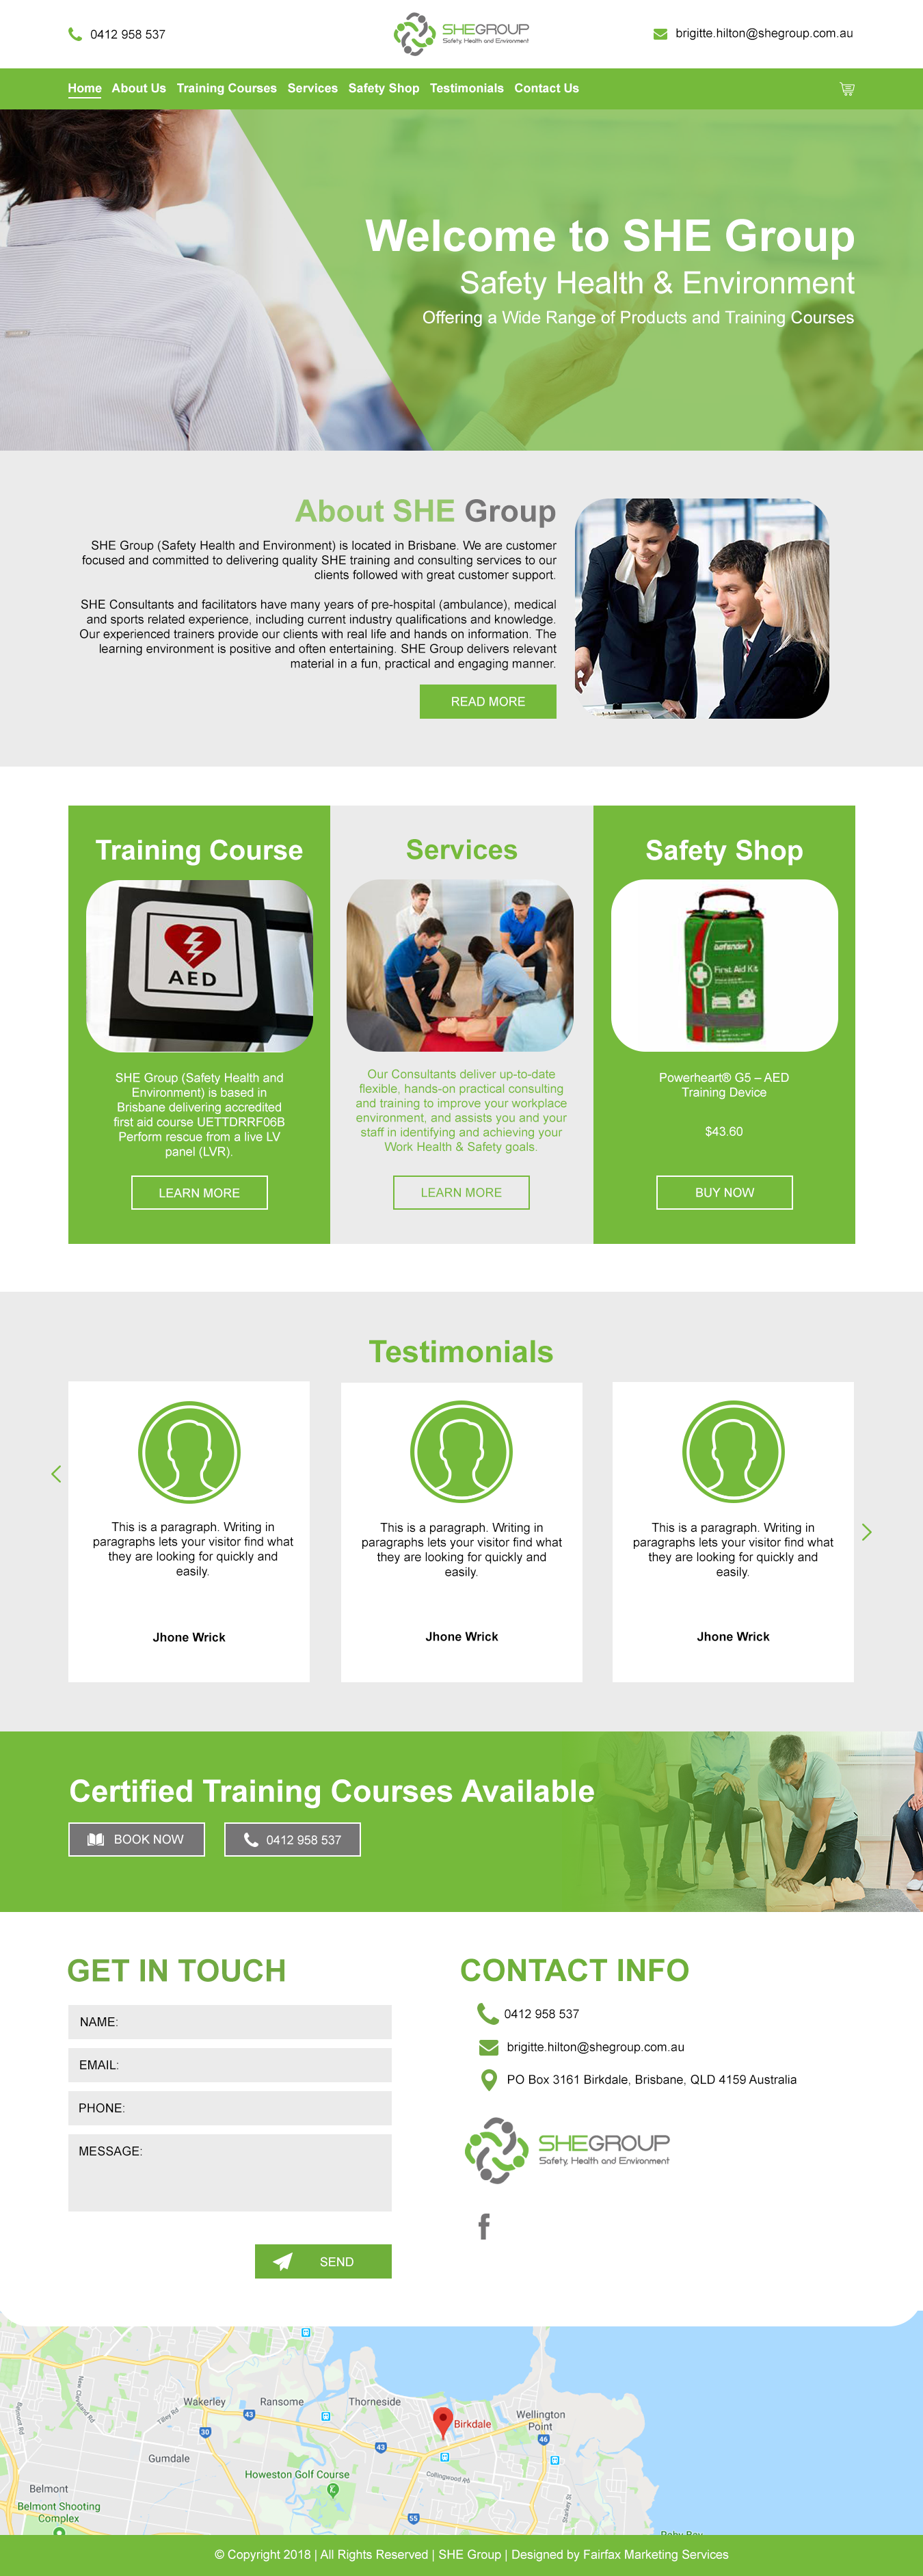 0412 958 537
SHEGROUP
Safety, Health and Environment
brigitte.hilton@shegroup.com.au
Home About Us Training Courses Services Safety Shop Testimonials Contact Us
Welcome to SHE Group
Safety Health & Environment
Offering a Wide Range of Products and Training Courses
About SHE Group
SHE Group (Safety Health and Environment) is located in Brisbane. We are customer
focused and committed to delivering quality SHE training and consulting services to our
clients followed with great customer support.
SHE Consultants and facilitators have many years of pre-hospital (ambulance), medical
and sports related experience, including current industry qualifications and knowledge.
Our experienced trainers provide our clients with real life and hands on information. The
learning environment is positive and often entertaining. SHE Group delivers relevant
material in a fun, practical and engaging manner.
READ MORE
Training Course
AED
SHE Group (Safety Health and
Environment) is based in
Brisbane delivering accredited
first aid course UETTDRRF06B
Perform rescue from a live LV
panel (LVR).
LEARN MORE
Services
Our Consultants deliver up-to-date
flexible, hands-on practical consulting
and training to improve your workplace
environment, and assists you and your
staff in identifying and achieving your
Work Health & Safety goals.
LEARN MORE
Safety Shop
First Aid Kit
Powerheart® G5 – AED
Training Device
$43.60
BUY NOW
Testimonials
This is a paragraph. Writing in
paragraphs lets your visitor find what
they are looking for quickly and
easily.
Jhone Wrick
This is a paragraph. Writing in
paragraphs lets your visitor find what
they are looking for quickly and
easily.
Jhone Wrick
This is a paragraph. Writing in
paragraphs lets your visitor find what
they are looking for quickly and
easily.
Jhone Wrick
Certified Training Courses Available
BOOK NOW
0412 958 537
GET IN TOUCH
NAME:
EMAIL:
PHONE:
MESSAGE:
SEND
CONTACT INFO
0412 958 537
brigitte.hilton@shegroup.com.au
PO Box 3161 Birkdale, Brisbane, QLD 4159 Australia
SHEGROUP
Safety, Health and Environment
Wakerley
Ransome
Thorneside
Tilley Rd
New Cleveland Rd
43
30
43
Birkdale
Wellington
Point
46
Gumdale
Howeston Golf Course
Collingwood Rd
Belmont
Belmont Shooting
Complex
55
Starkey St
© Copyright 2018 | All Rights Reserved | SHE Group | Designed by Fairfax Marketing Services